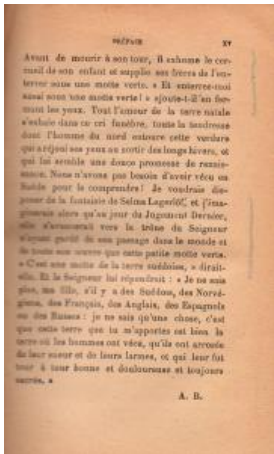 PRÉFACE XV
Avant de mourir à son tour, il exhume le cer-
cueil de son enfant et supplie ses frères de l'en-
terrer sous une motte verte. « Et enterrez-moi
aussi sous une motte verte ! » ajoute-t-il en fer-
mant les yeux. Tout l'amour de la terre natale
s'exhale dans ce cri funèbre, toute la tendresse
dont l'homme du nord entoure cette verdure
qui a réjoui ses yeux au sortir des longs hivers, et
qui lui semble une douce promesse de renais-
sance. Nous n'avons pas besoin d'avoir vécu en
Suède pour le comprendre ! Je voudrais dis-
poser de la fantaisie de Selma Lagerlöf, et j'ima-
ginerais alors qu'au jour du Jugement Dernier,
elle s'avancerait vers le trône du Seigneur
n'ayant gardé de son passage dans le monde et
de toute son œuvre que cette petite motte verte.
« C'est une motte de la terre suédoise, » dirait-
elle. Et le Seigneur lui répondrait : « Je ne sais
plus, ma fille, s'il y a des Suédois, des Norvé-
giens, des Français, des Anglais, des Espagnols
ou des Russes : je ne sais qu'une chose, c'est
que cette terre que tu m'apportes est bien la
terre où les hommes ont vécu, qu'ils ont arrosée
de leur sueur et de leurs larmes, et qui leur fut
tour à tour bonne et douloureuse et toujours
sacrée. »
A. B.